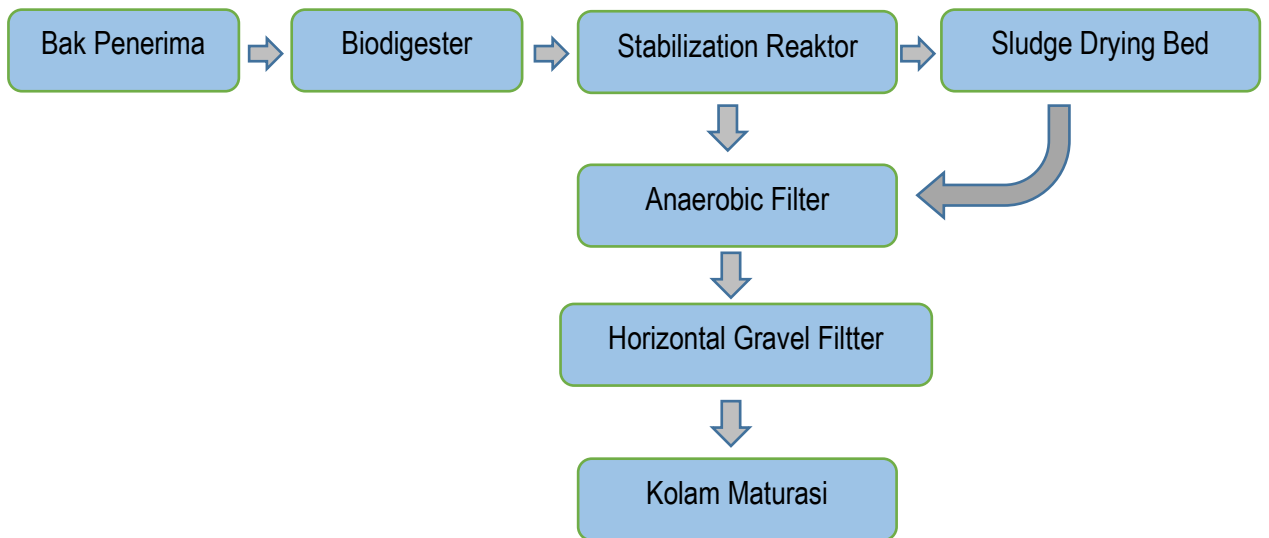 Bak Penerima
Biodigester
Stabilization Reaktor
Sludge Drying Bed
Anaerobic Filter
Horizontal Gravel Filtter
Kolam Maturasi